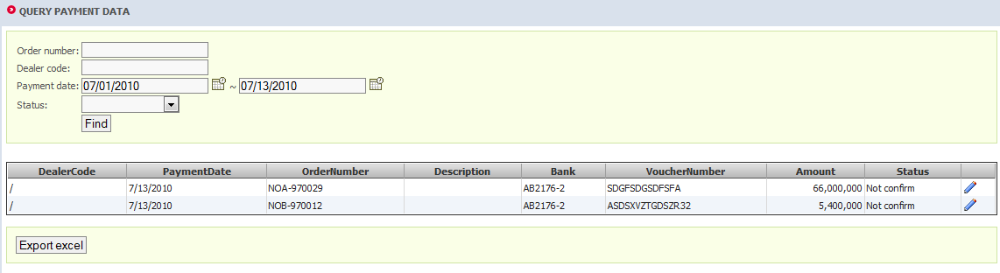 QUERY PAYMENT DATA
Order number:
Dealer code:
Payment date: 07/01/2010 ~ 07/13/2010
Status:
Find
DealerCode PaymentDate OrderNumber Description Bank VoucherNumber Amount Status
/ 7/13/2010 NOA-970029 AB2176-2 SDGFSDGSDFSFA 66,000,000 Not confirm
/ 7/13/2010 NOB-970012 AB2176-2 ASDSXVZTGDSZR32 5,400,000 Not confirm
Export excel